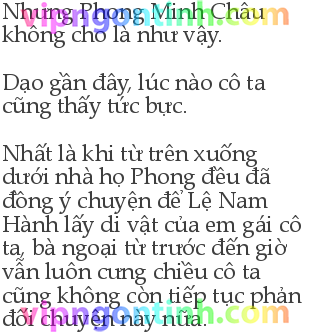 Nhưng Phong Minh Châu
không cho là như vậy.
Dạo gần đây, lúc nào cô ta
cũng thấy tức bực.
Nhất là khi từ trên xuống
dưới nhà họ Phong đều đã
đồng ý chuyện để Lệ Nam
Hành lấy di vật của em gái cô
ta, bà ngoại từ trước đến giờ
vẫn luôn cưng chiều cô ta
cũng không còn tiếp tục phản
đối chuyện này nữa.
vipngontinh.com
vipngontinh.com